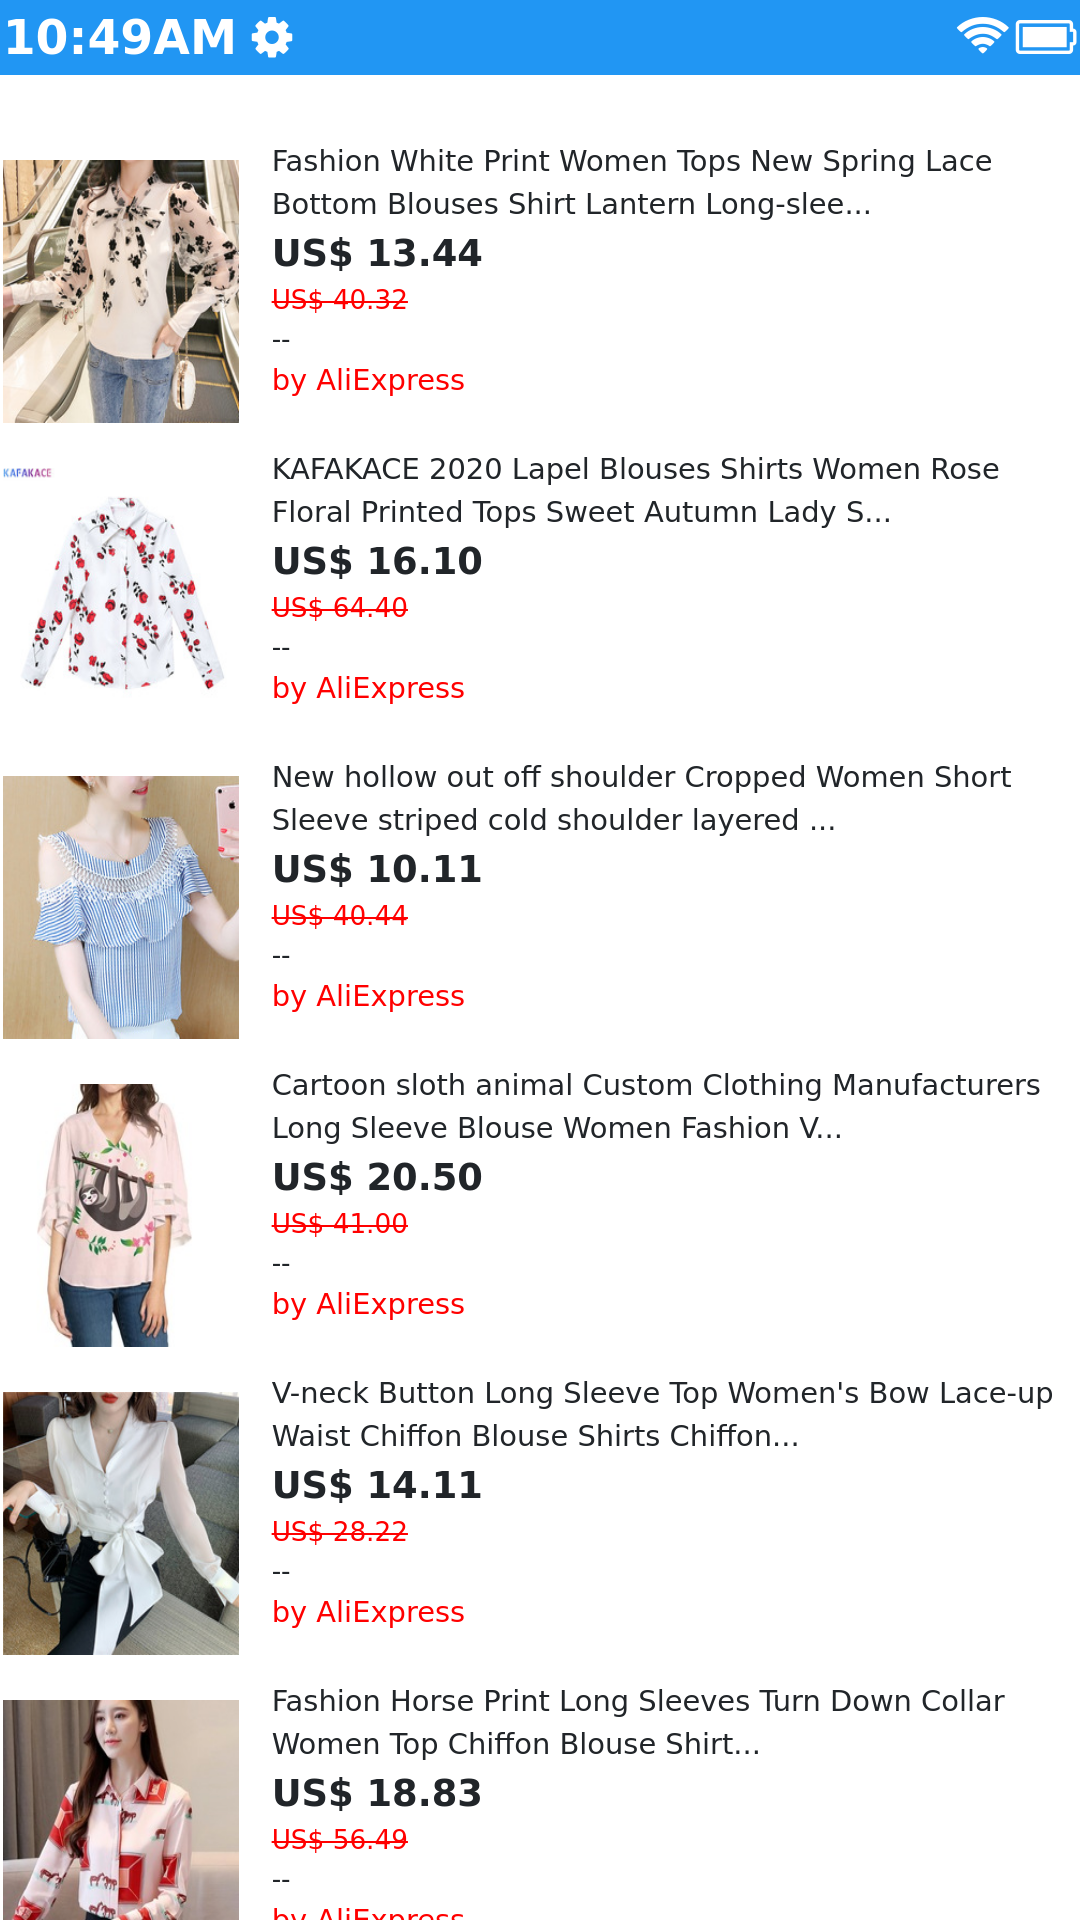 10:49AM
Fashion White Print Women Tops New Spring Lace
Bottom Blouses Shirt Lantern Long-slee...
US$ 13.44
US$ 40.32
--
by AliExpress
KAFAKACE
KAFAKACE 2020 Lapel Blouses Shirts Women Rose
Floral Printed Tops Sweet Autumn Lady S...
US$ 16.10
US$ 64.40
--
by AliExpress
New hollow out off shoulder Cropped Women Short
Sleeve striped cold shoulder layered ...
US$ 10.11
US$ 40.44
--
by AliExpress
Cartoon sloth animal Custom Clothing Manufacturers
Long Sleeve Blouse Women Fashion V...
US$ 20.50
US$ 41.00
--
by AliExpress
V-neck Button Long Sleeve Top Women's Bow Lace-up
Waist Chiffon Blouse Shirts Chiffon...
US$ 14.11
US$ 28.22
--
by AliExpress
Fashion Horse Print Long Sleeves Turn Down Collar
Women Top Chiffon Blouse Shirt...
US$ 18.83
US$ 56.49
--
by AliExpress